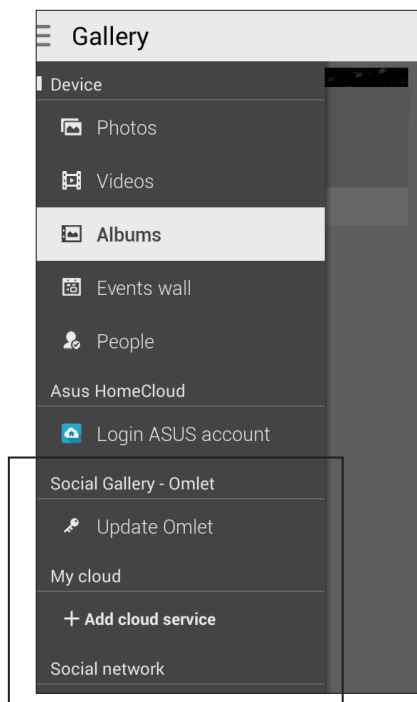 Gallery
Device
Photos
Videos
Albums
Events wall
People
Asus HomeCloud
Login ASUS account
Social Gallery - Omlet
Update Omlet
My cloud
+ Add cloud service
Social network